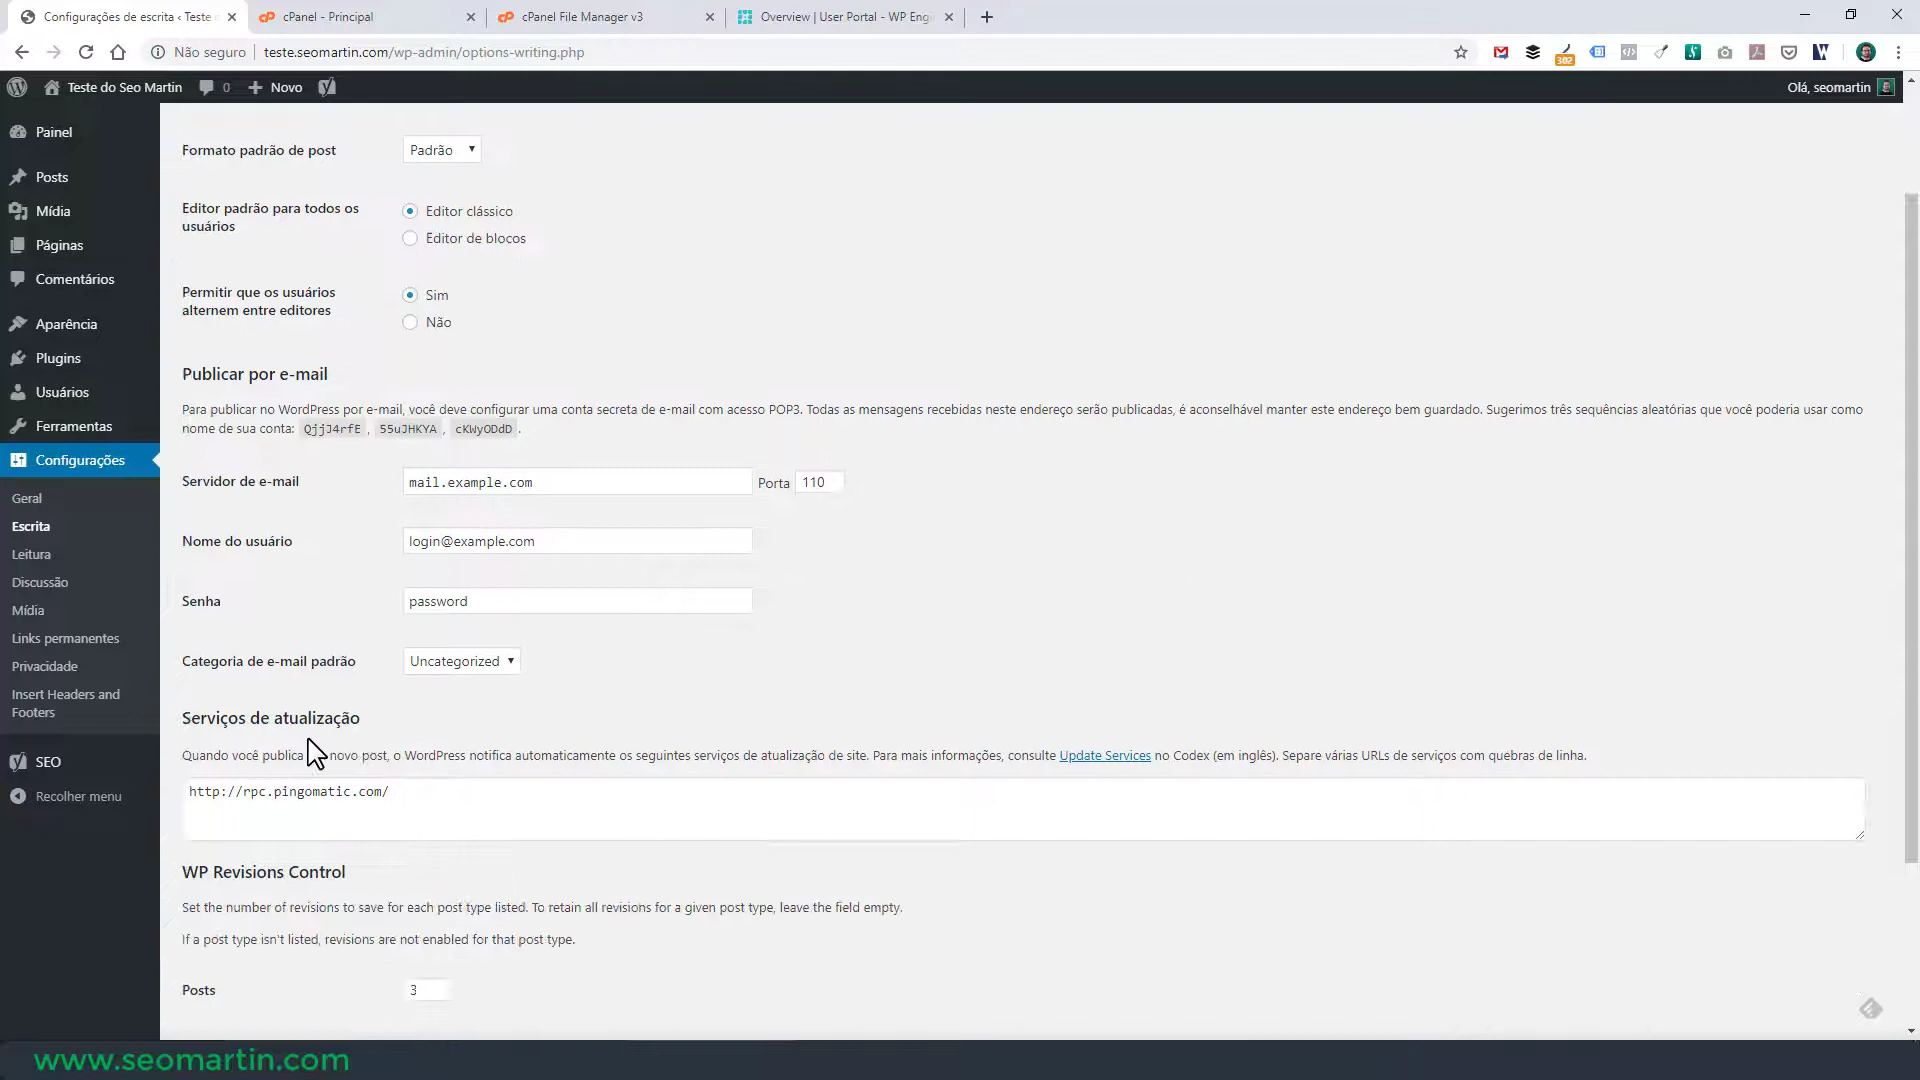 Configurações de escrita ‹ Teste
cPanel - Principal
cPanel File Manager v3
Overview | User Portal - WP Eng
Não seguro
teste.seomartin.com/wp-admin/options-writing.php
302
Teste do Seo Martin
0
Novo
Olá, seomartin
Painel
Posts
Mídia
Páginas
Comentários
Aparência
Plugins
Usuários
Ferramentas
Configurações
Geral
Escrita
Leitura
Discussão
Mídia
Links permanentes
Privacidade
Insert Headers and
Footers
SEO
Recolher menu
Formato padrão de post
Padrão
Editor padrão para todos os
usuários
Editor clássico
Editor de blocos
Permitir que os usuários
alternem entre editores
Sim
Não
Publicar por e-mail
Para publicar no WordPress por e-mail, você deve configurar uma conta secreta de e-mail com acesso POP3. Todas as mensagens recebidas neste endereço serão publicadas, é aconselhável manter este endereço bem guardado. Sugerimos três sequências aleatórias que você poderia usar como
nome de sua conta: QjjJ4rfE , 55uJHKYA , cKWyODdD .
Servidor de e-mail
mail.example.com
Porta
110
Nome do usuário
login@example.com
Senha
password
Categoria de e-mail padrão
Uncategorized
Serviços de atualização
Quando você publica novo post, o WordPress notifica automaticamente os seguintes serviços de atualização de site. Para mais informações, consulte Update Services no Codex (em inglês). Separe várias URLs de serviços com quebras de linha.
http://rpc.pingomatic.com/
WP Revisions Control
Set the number of revisions to save for each post type listed. To retain all revisions for a given post type, leave the field empty.
If a post type isn't listed, revisions are not enabled for that post type.
Posts
3
www.seomartin.com